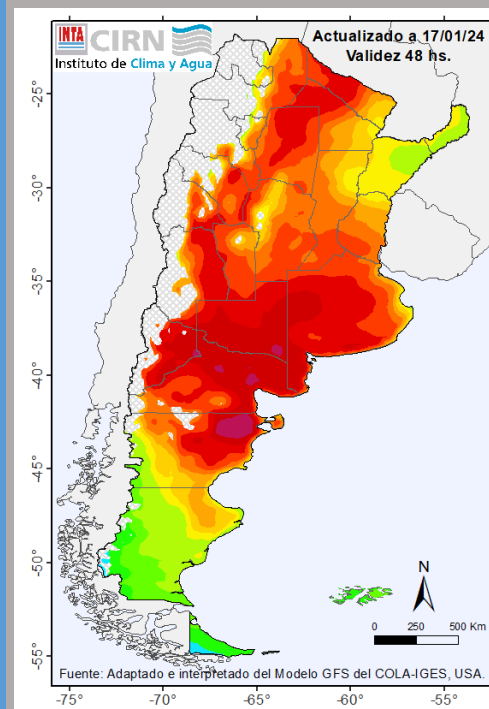 INTA CIRN
Instituto de Clima y Agua
Actualizado a 17/01/24
Validez 48 hs.
-25°
-30°
-35°
-40°
-45°
-50°
-55°
N
0 250 500 Km
Fuente: Adaptado e interpretado del Modelo GFS del COLA-IGES, USA.
-75° -70° -65° -60° -55°